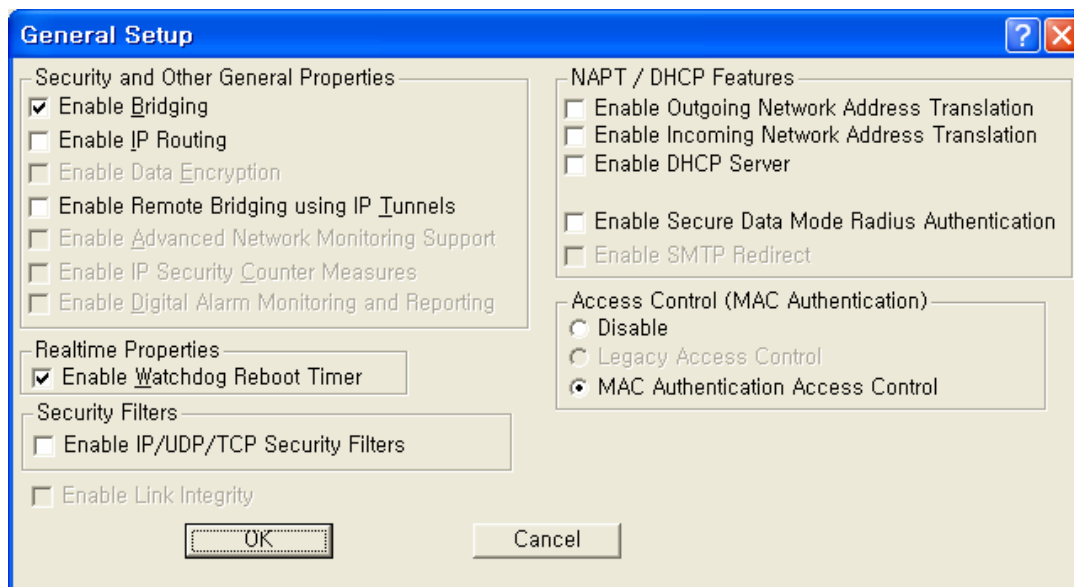 General Setup
Security and Other General Properties
Enable Bridging
Enable IP Routing
Enable Data Encryption
Enable Remote Bridging using IP Tunnels
Enable Advanced Network Monitoring Support
Enable IP Security Counter Measures
Enable Digital Alarm Monitoring and Reporting
Realtime Properties
Enable Watchdog Reboot Timer
Security Filters
Enable IP/UDP/TCP Security Filters
Enable Link Integrity
NAPT / DHCP Features
Enable Outgoing Network Address Translation
Enable Incoming Network Address Translation
Enable DHCP Server
Enable Secure Data Mode Radius Authentication
Enable SMTP Redirect
Access Control (MAC Authentication)
Disable
Legacy Access Control
MAC Authentication Access Control
OK
Cancel